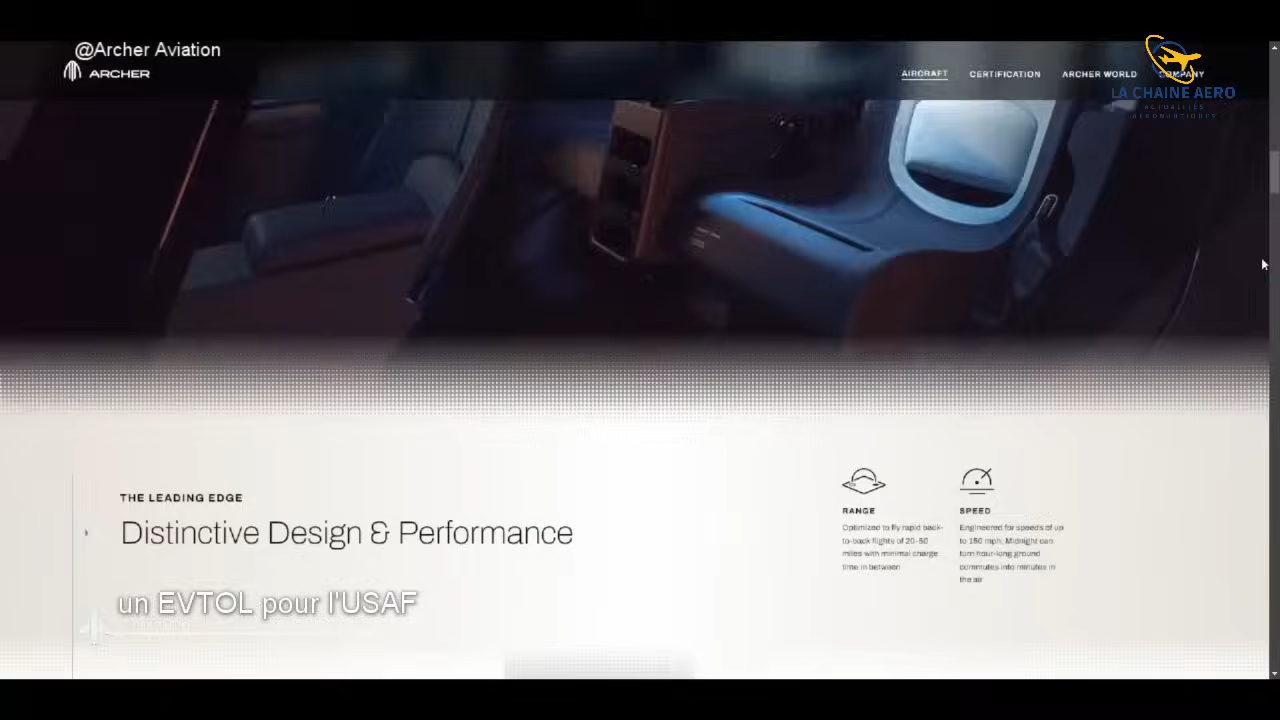 @Archer Aviation
ARCHER
AIRCRAFT
CERTIFICATION
ARCHER WORLD
COMPANY
LA CHAINE AERO
ACTUALITÉS
AÉRONAUTIQUES
THE LEADING EDGE
Distinctive Design & Performance
RANGE
Optimized to fly rapid back-
to-back flights of 20-50
miles with minimal charge
time in between
SPEED
Engineered for speeds of up
to 150 mph, Midnight can
turn hour-long ground
commutes into minutes in
the air
un EVTOL pour l'USAF